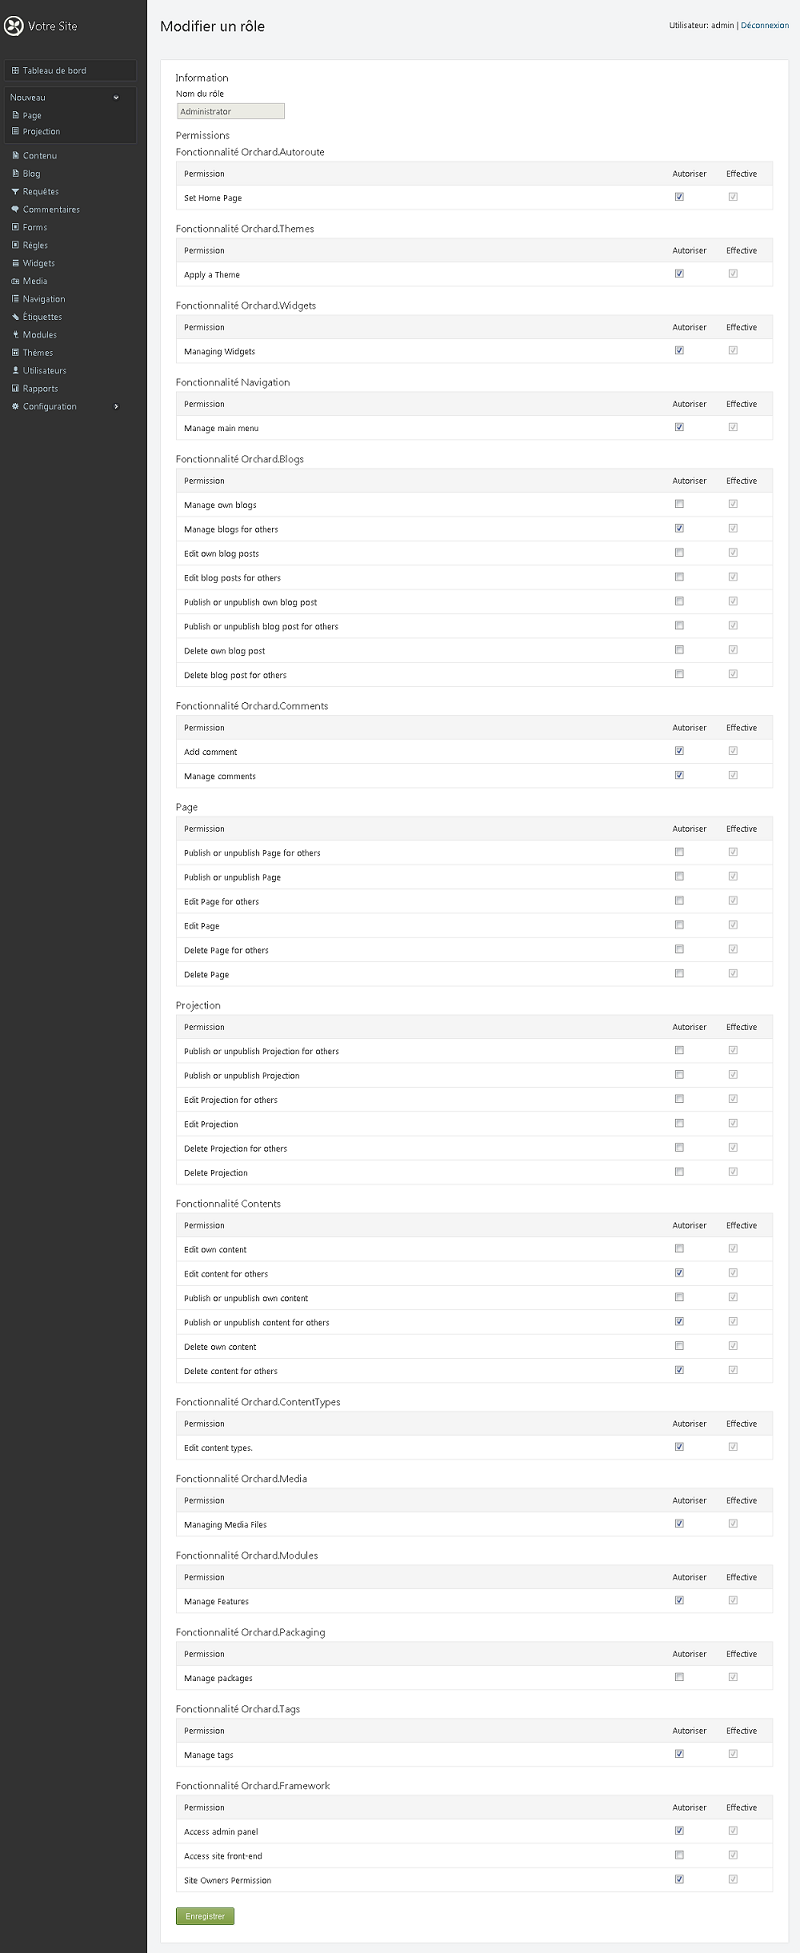 Votre Site
Modifier un rôle
Utilisateur: admin | Déconnexion
Tableau de bord
Nouveau
Page
Projection
Contenu
Blog
Requêtes
Commentaires
Forms
Règles
Widgets
Media
Navigation
Étiquettes
Modules
Thèmes
Utilisateurs
Rapports
Configuration
Information
Nom du rôle
Administrator
Permissions
Fonctionnalité Orchard.Autoroute
Permission Autoriser Effective
Set Home Page
Fonctionnalité Orchard.Themes
Permission Autoriser Effective
Apply a Theme
Fonctionnalité Orchard.Widgets
Permission Autoriser Effective
Managing Widgets
Fonctionnalité Navigation
Permission Autoriser Effective
Manage main menu
Fonctionnalité Orchard.Blogs
Permission Autoriser Effective
Manage own blogs
Manage blogs for others
Edit own blog posts
Edit blog posts for others
Publish or unpublish own blog post
Publish or unpublish blog post for others
Delete own blog post
Delete blog post for others
Fonctionnalité Orchard.Comments
Permission Autoriser Effective
Add comment
Manage comments
Page
Permission Autoriser Effective
Publish or unpublish Page for others
Publish or unpublish Page
Edit Page for others
Edit Page
Delete Page for others
Delete Page
Projection
Permission Autoriser Effective
Publish or unpublish Projection for others
Publish or unpublish Projection
Edit Projection for others
Edit Projection
Delete Projection for others
Delete Projection
Fonctionnalité Contents
Permission Autoriser Effective
Edit own content
Edit content for others
Publish or unpublish own content
Publish or unpublish content for others
Delete own content
Delete content for others
Fonctionnalité Orchard.ContentTypes
Permission Autoriser Effective
Edit content types.
Fonctionnalité Orchard.Media
Permission Autoriser Effective
Managing Media Files
Fonctionnalité Orchard.Modules
Permission Autoriser Effective
Manage Features
Fonctionnalité Orchard.Packaging
Permission Autoriser Effective
Manage packages
Fonctionnalité Orchard.Tags
Permission Autoriser Effective
Manage tags
Fonctionnalité Orchard.Framework
Permission Autoriser Effective
Access admin panel
Access site front-end
Site Owners Permission
Enregistrer